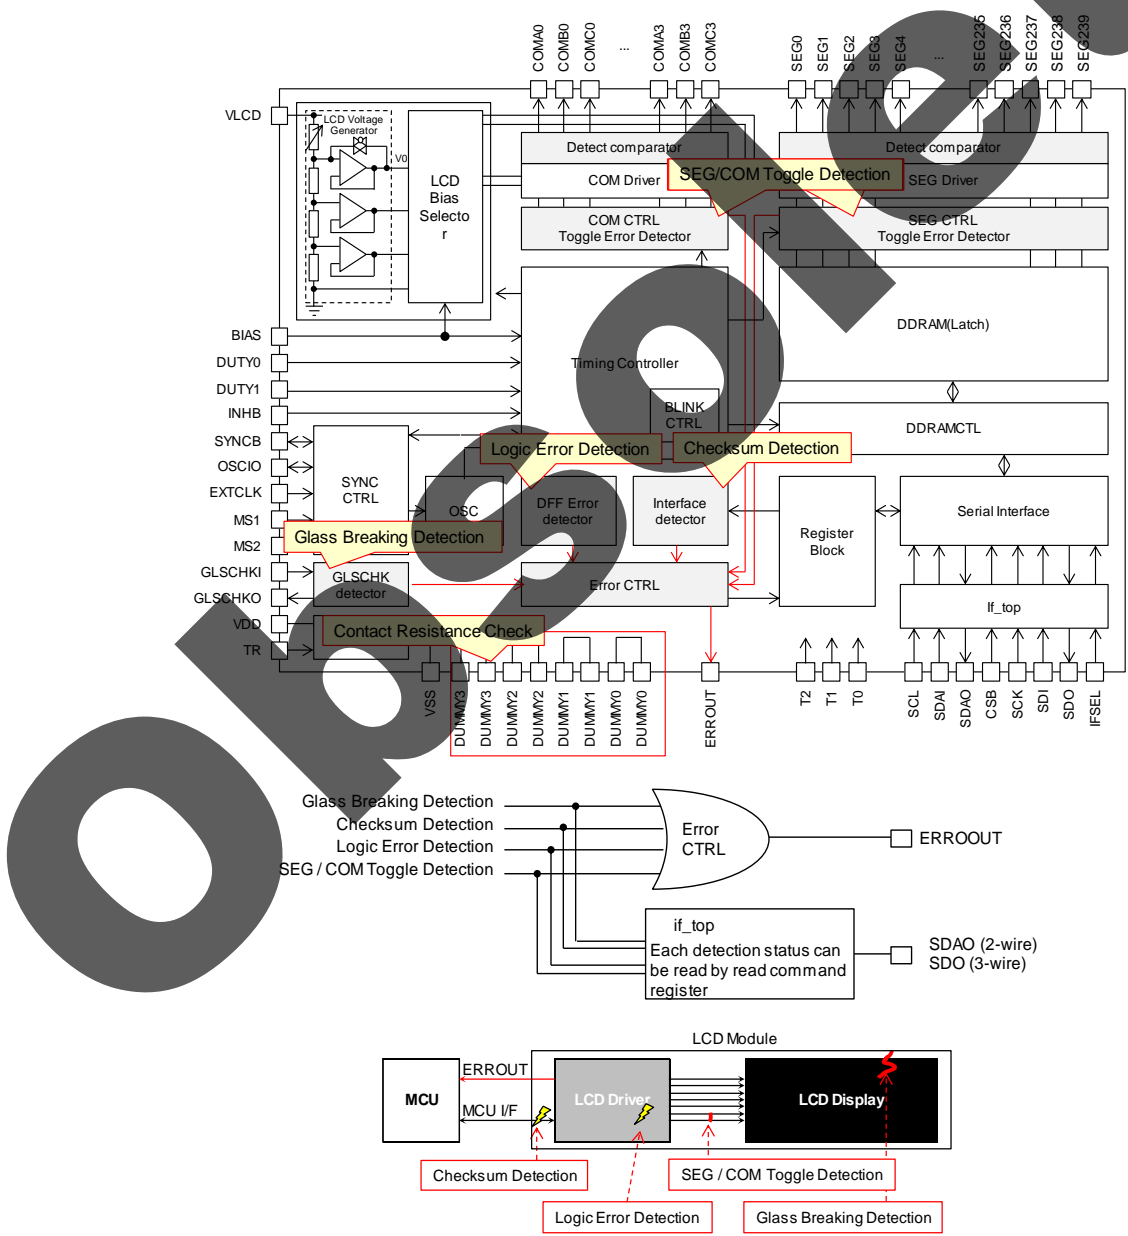 COMA0
COMB0
COMC0
...
COMA3
COMB3
COMC3
SEG0
SEG1
SEG2
SEG3
SEG4
...
SEG235
SEG236
SEG237
SEG238
SEG239
VLCD
LCD Voltage
Generator
V0
LCD
Bias
Selecto
r
Detect comparator
COM Driver
COM CTRL
Toggle Error Detector
Detect comparator
SEG Driver
SEG CTRL
Toggle Error Detector
SEG/COM Toggle Detection
BIAS
DUTY0
DUTY1
INHB
SYNCB
OSCIO
EXTCLK
MS1
MS2
GLSCHKI
GLSCHKO
VDD
TR
Timing Controller
BLINK
CTRL
DDRAM(Latch)
DDRAMCTL
Logic Error Detection
Checksum Detection
SYNC
CTRL
OSC
DFF Error
detector
Interface
detector
Register
Block
Serial Interface
Glass Breaking Detection
GLSCHK
detector
Error CTRL
If_top
Contact Resistance Check
VSS
DUMMY3
DUMMY3
DUMMY2
DUMMY2
DUMMY1
DUMMY1
DUMMY0
DUMMY0
ERROUT
T2
T1
T0
SCL
SDAI
SDAO
CSB
SCK
SDI
SDO
IFSEL
Glass Breaking Detection
Checksum Detection
Logic Error Detection
SEG / COM Toggle Detection
Error
CTRL
ERROOUT
if_top
Each detection status can
be read by read command
register
SDAO (2-wire)
SDO (3-wire)
LCD Module
MCU
ERROUT
MCU I/F
LCD Driver
LCD Display
Checksum Detection
SEG / COM Toggle Detection
Logic Error Detection
Glass Breaking Detection
Obsolete